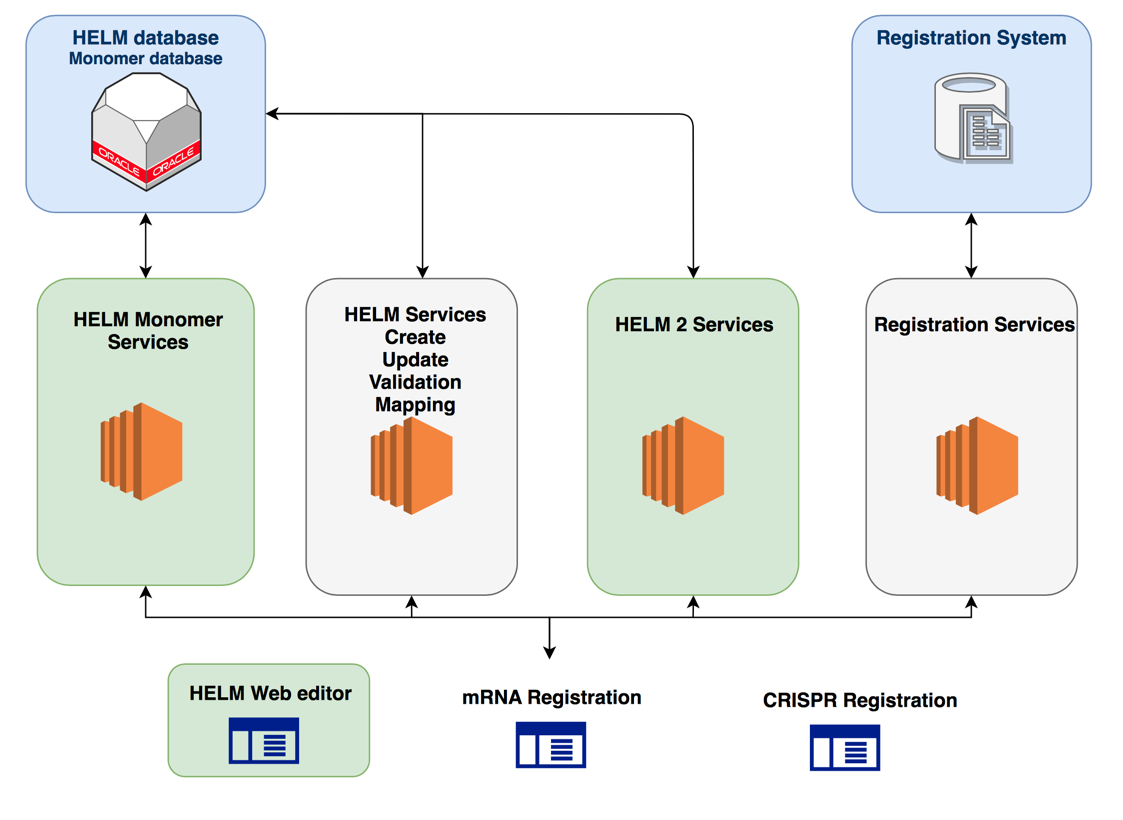 HELM database
Monomer database
ORACLE ORACLE
Registration System
HELM Monomer
Services
HELM Services
Create
Update
Validation
Mapping
HELM 2 Services
Registration Services
HELM Web editor
mRNA Registration
CRISPR Registration